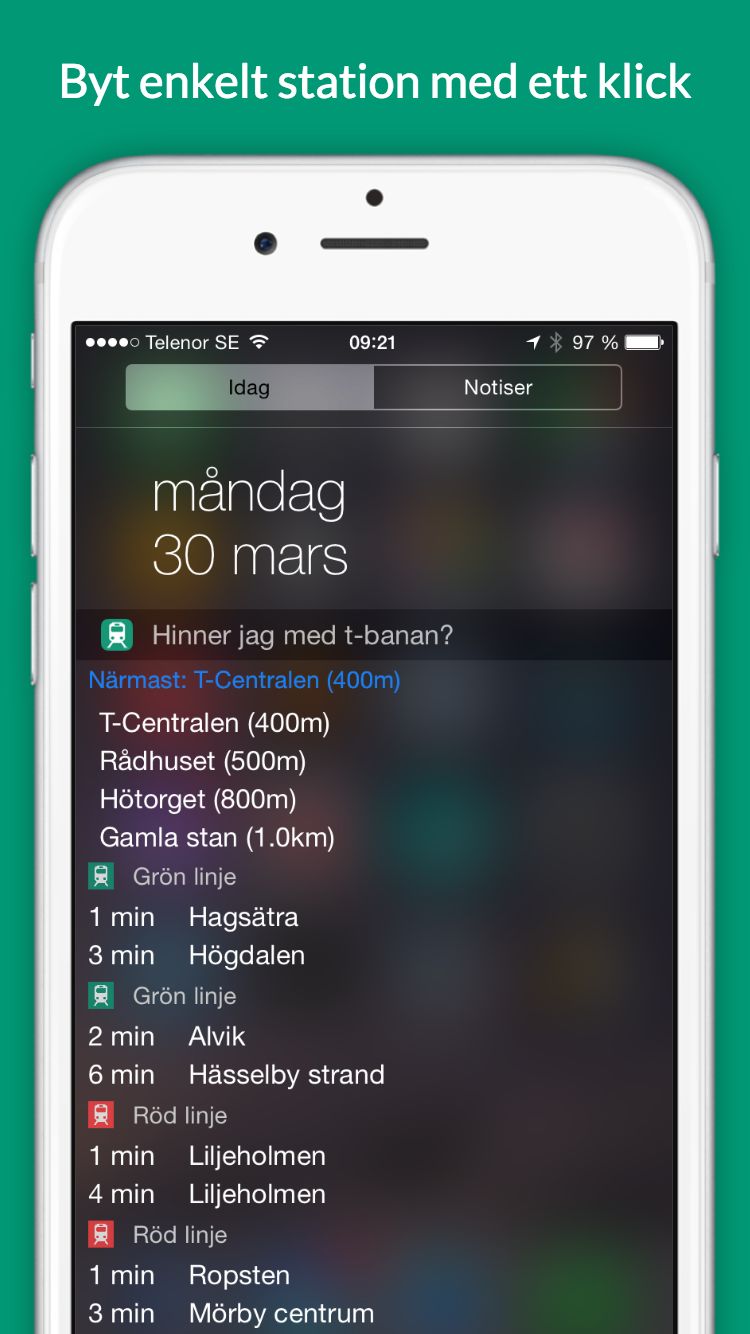 Byt enkelt station med ett klick
Telenor SE 09:21 97 %
Idag Notiser
måndag
30 mars
Hinner jag med t-banan?
Närmast: T-Centralen (400m)
T-Centralen (400m)
Rådhuset (500m)
Hötorget (800m)
Gamla stan (1.0km)
Grön linje
1 min Hagsätra
3 min Högdalen
Grön linje
2 min Alvik
6 min Hässelby strand
Röd linje
1 min Liljeholmen
4 min Liljeholmen
Röd linje
1 min Ropsten
3 min Mörby centrum